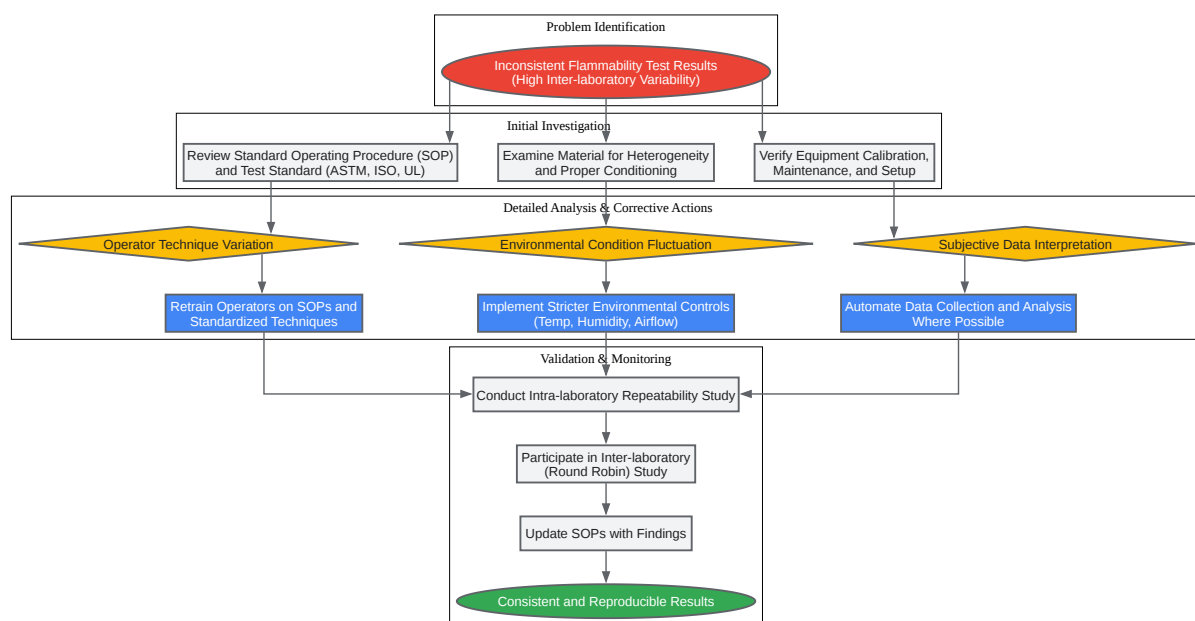 Problem Identification
Inconsistent Flammability Test Results
(High Inter-laboratory Variability)
Initial Investigation
Review Standard Operating Procedure (SOP)
and Test Standard (ASTM, ISO, UL)
Examine Material for Heterogeneity
and Proper Conditioning
Verify Equipment Calibration,
Maintenance, and Setup
Detailed Analysis & Corrective Actions
Operator Technique Variation
Environmental Condition Fluctuation
Subjective Data Interpretation
Retrain Operators on SOPs and
Standardized Techniques
Implement Stricter Environmental Controls
(Temp, Humidity, Airflow)
Automate Data Collection and Analysis
Where Possible
Validation & Monitoring
Conduct Intra-laboratory Repeatability Study
Participate in Inter-laboratory
(Round Robin) Study
Update SOPs with Findings
Consistent and Reproducible Results